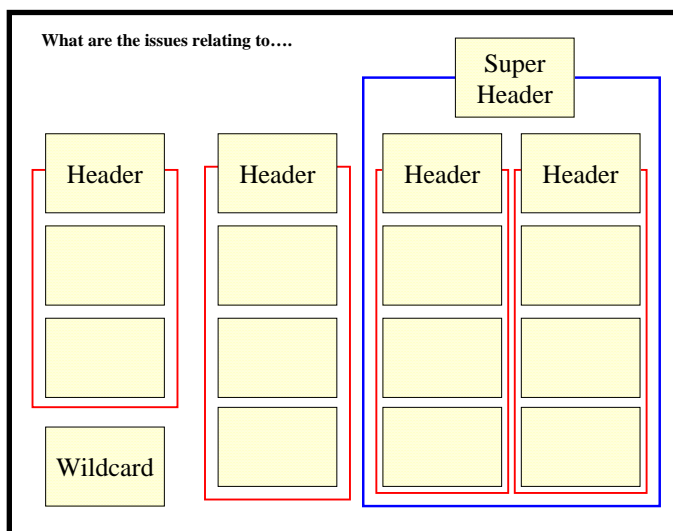 What are the issues relating to….
Super
Header
Header
Header
Header
Header
Wildcard